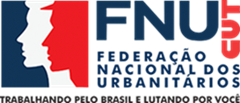 FNU
CUT
FEDERAÇÃO
NACIONAL DOS
URBANITÁRIOS
TRABALHANDO PELO BRASIL E LUTANDO POR VOCÊ